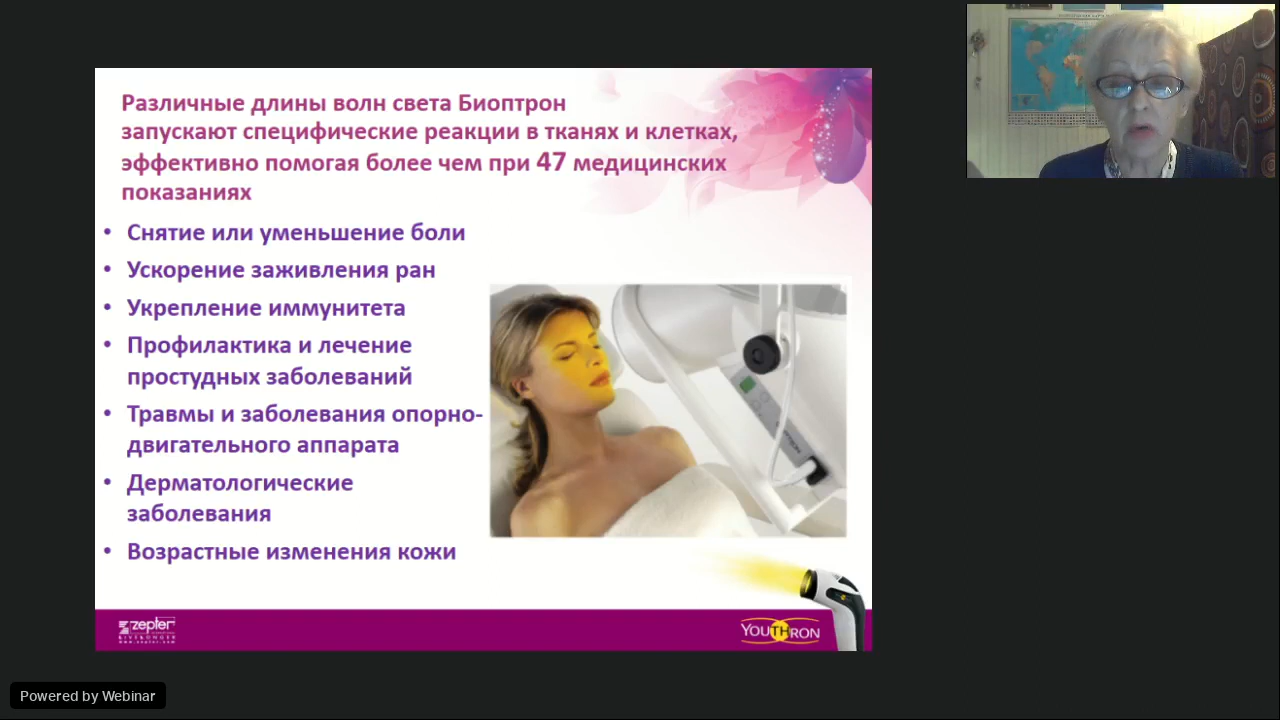 Различные длины волн света Биоптрон
запускают специфические реакции в тканях и клетках,
эффективно помогая более чем при 47 медицинских
показаниях
• Снятие или уменьшение боли
• Ускорение заживления ран
• Укрепление иммунитета
• Профилактика и лечение
простудных заболеваний
• Травмы и заболевания опорно-
двигательного аппарата
• Дерматологические
заболевания
• Возрастные изменения кожи
zepter
YOUTHRON
Powered by Webinar